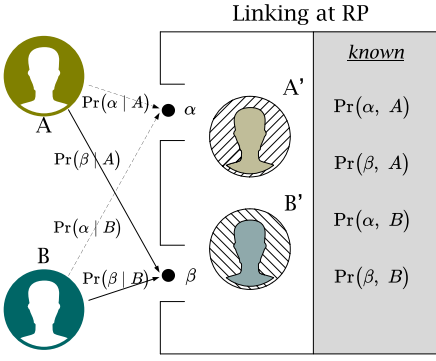 Linking at RP
known
A
Pr(α | A)
α
A'
Pr(α, A)
Pr(β | A)
Pr(β, A)
Pr(α | B)
B'
Pr(α, B)
B
Pr(β | B)
β
Pr(β, B)